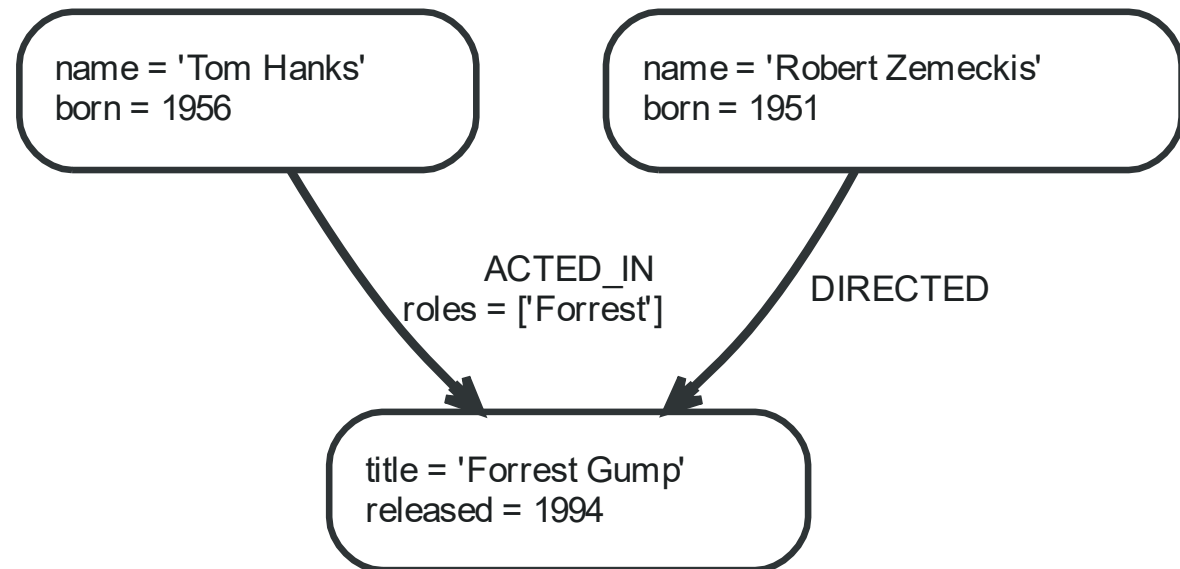 name = 'Tom Hanks'
born = 1956
name = 'Robert Zemeckis'
born = 1951
ACTED_IN
roles = ['Forrest']
DIRECTED
title = 'Forrest Gump'
released = 1994